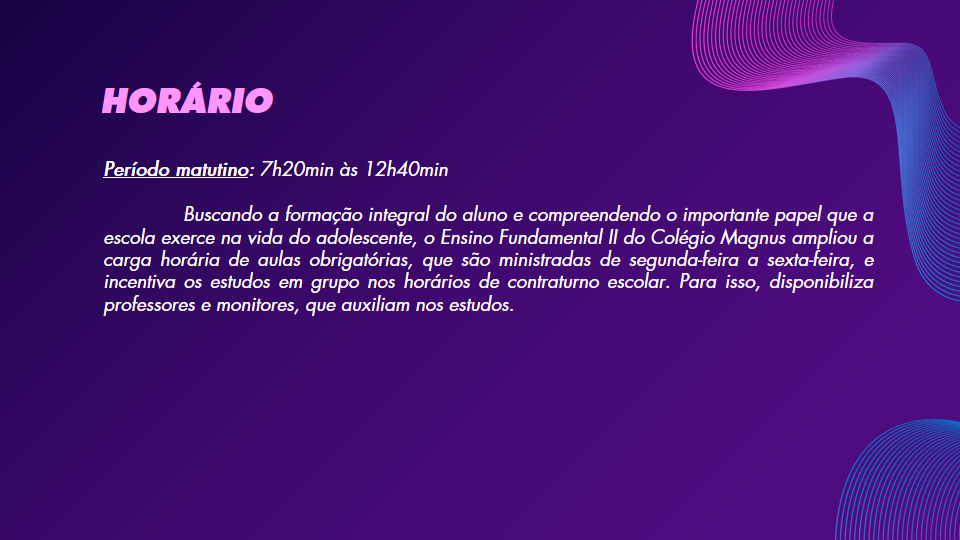 HORÁRIO
Período matutino: 7h20min às 12h40min
Buscando a formação integral do aluno e compreendendo o importante papel que a
escola exerce na vida do adolescente, o Ensino Fundamental II do Colégio Magnus ampliou a
carga horária de aulas obrigatórias, que são ministradas de segunda-feira a sexta-feira, e
incentiva os estudos em grupo nos horários de contraturno escolar. Para isso, disponibiliza
professores e monitores, que auxiliam nos estudos.